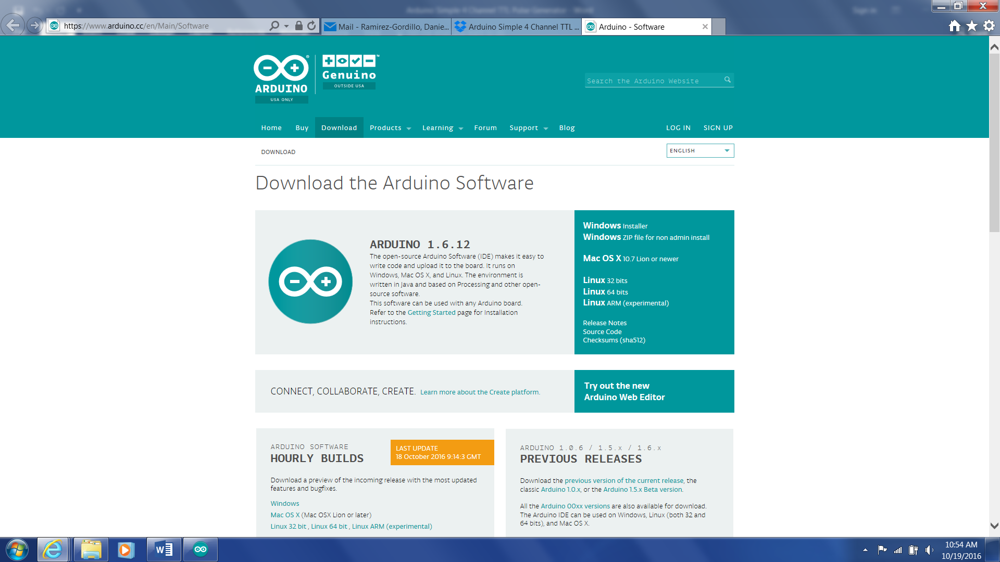 https://www.arduino.cc/en/Main/Software
Mail - Ramirez-Gordillo, Danie...
Arduino Simple 4 Channel TTL ...
Arduino - Software
ARDUINO
USA ONLY
Genuino
OUTSIDE USA
Search the Arduino Website
Home
Buy
Download
Products
Learning
Forum
Support
Blog
LOG IN
SIGN UP
DOWNLOAD
ENGLISH
Download the Arduino Software
ARDUINO 1.6.12
The open-source Arduino Software (IDE) makes it easy to
write code and upload it to the board. It runs on
Windows, Mac OS X, and Linux. The environment is
written in Java and based on Processing and other open-
source software.
This software can be used with any Arduino board.
Refer to the Getting Started page for Installation
instructions.
Windows Installer
Windows ZIP file for non admin install
Mac OS X 10.7 Lion or newer
Linux 32 bits
Linux 64 bits
Linux ARM (experimental)
Release Notes
Source Code
Checksums (sha512)
CONNECT, COLLABORATE, CREATE. Learn more about the Create platform.
Try out the new
Arduino Web Editor
ARDUINO SOFTWARE
HOURLY BUILDS
LAST UPDATE
18 October 2016 9:14:3 GMT
Download a preview of the incoming release with the most updated
features and bugfixes.
Windows
Mac OS X (Mac OSX Lion or later)
Linux 32 bit , Linux 64 bit , Linux ARM (experimental)
ARDUINO 1.0.6 / 1.5.x / 1.6.x
PREVIOUS RELEASES
Download the previous version of the current release, the
classic Arduino 1.0.x, or the Arduino 1.5.x Beta version.
All the Arduino 00xx versions are also available for download.
The Arduino IDE can be used on Windows, Linux (both 32 and
64 bits), and Mac OS X.
10:54 AM
10/19/2016